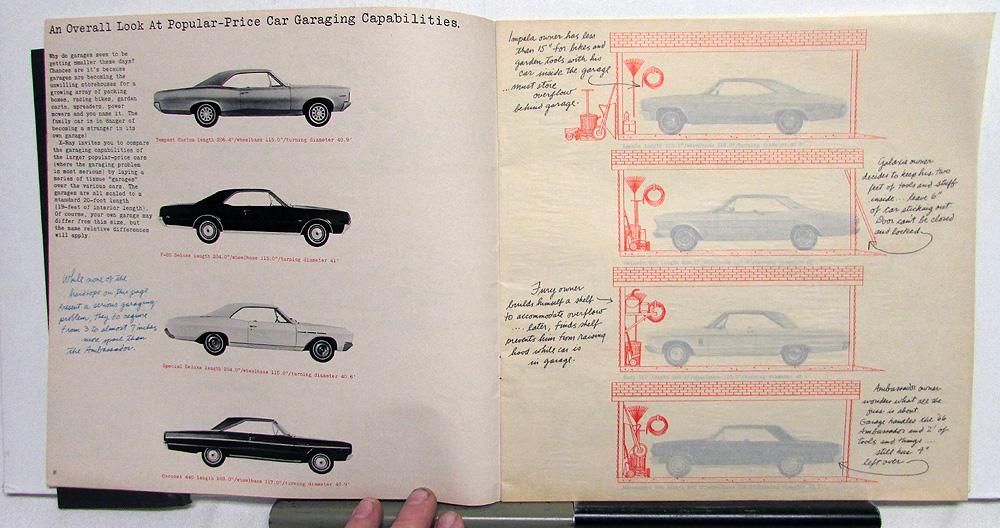 An Overall Look At Popular-Price Car Garaging Capabilities.
Why do garages seem to be
getting smaller these days?
Chances are it's because
garages are becoming the
unwilling storehouses for a
growing array of packing
boxes, racing bikes, garden
carts, spreaders, power
mowers and you name it. The
family car is in danger of
becoming a stranger in its
own garage!
X-Ray invites you to compare
the garaging capabilities of
the larger popular-price cars
(where the garaging problem
is most serious) by laying a
series of tissue "garages"
over the various cars. The
garages are all scaled to a
standard 20-foot length
(19-feet of interior length).
Of course, your own garage may
differ from this size, but
the same relative differences
will apply.
While none of the
hardtops on this page
present a serious garaging
problem, they do require
from 3 to almost 7 inches
more space than
the Ambassador.
Tempest Custom length 206.4"/wheelbase 115.0"/turning diameter 40.9'
F-85 Deluxe length 204.0"/wheelbase 115.0"/turning diameter 41'
Special Deluxe length 204.0"/wheelbase 115.0"/turning diameter 40.6'
Coronet 440 length 203.0"/wheelbase 117.0"/turning diameter 40.9'
Impala owner has less
than 15" for bikes and
garden tools with his
car inside the garage
...must store
overflow
behind garage.
Galaxie owner
decides to keep his two
feet of tools and stuff
inside... leave 6"
of car sticking out
Door can't be closed
and locked.
Fury owner
builds himself a shelf
to accommodate overflow
.... later, finds shelf
prevents him from raising
hood while car is
in garage.
Ambassador owner
wonders what all the
fuss is about.
Garage handles the '66
Ambassador and 2' of
tools and things...
still has 4"
left over